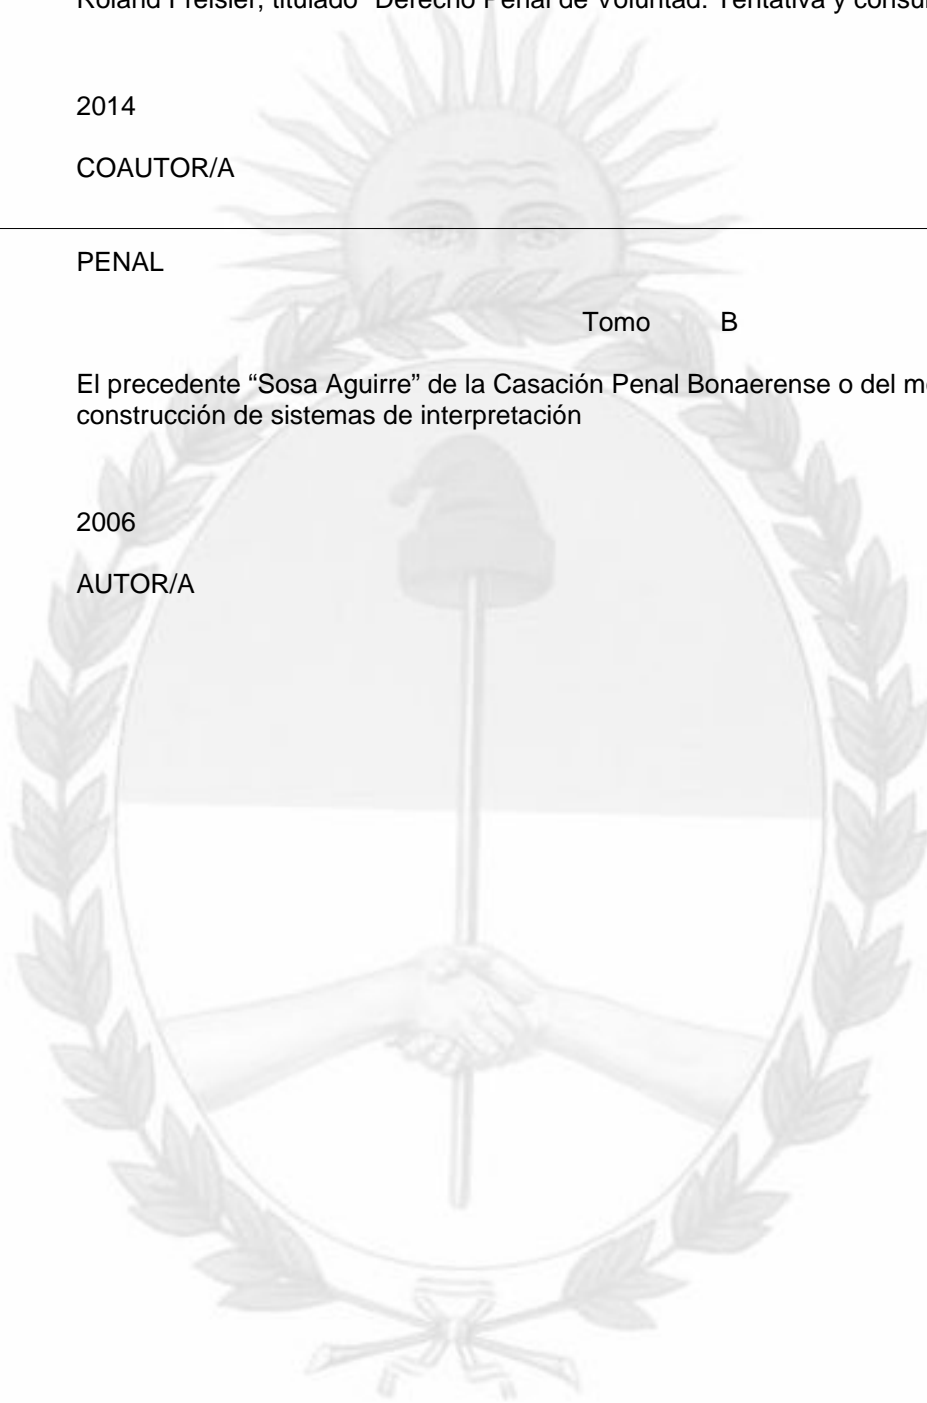 Roland Freisler, titulado “Derecho Penal de Voluntad. Tentativa y
2014
COAUTOR/A
PENAL
Tomo B
El precedente “Sosa Aguirre” de la Casación Penal Bonaerense o del
construcción de sistemas de interpretación
2006
AUTOR/A